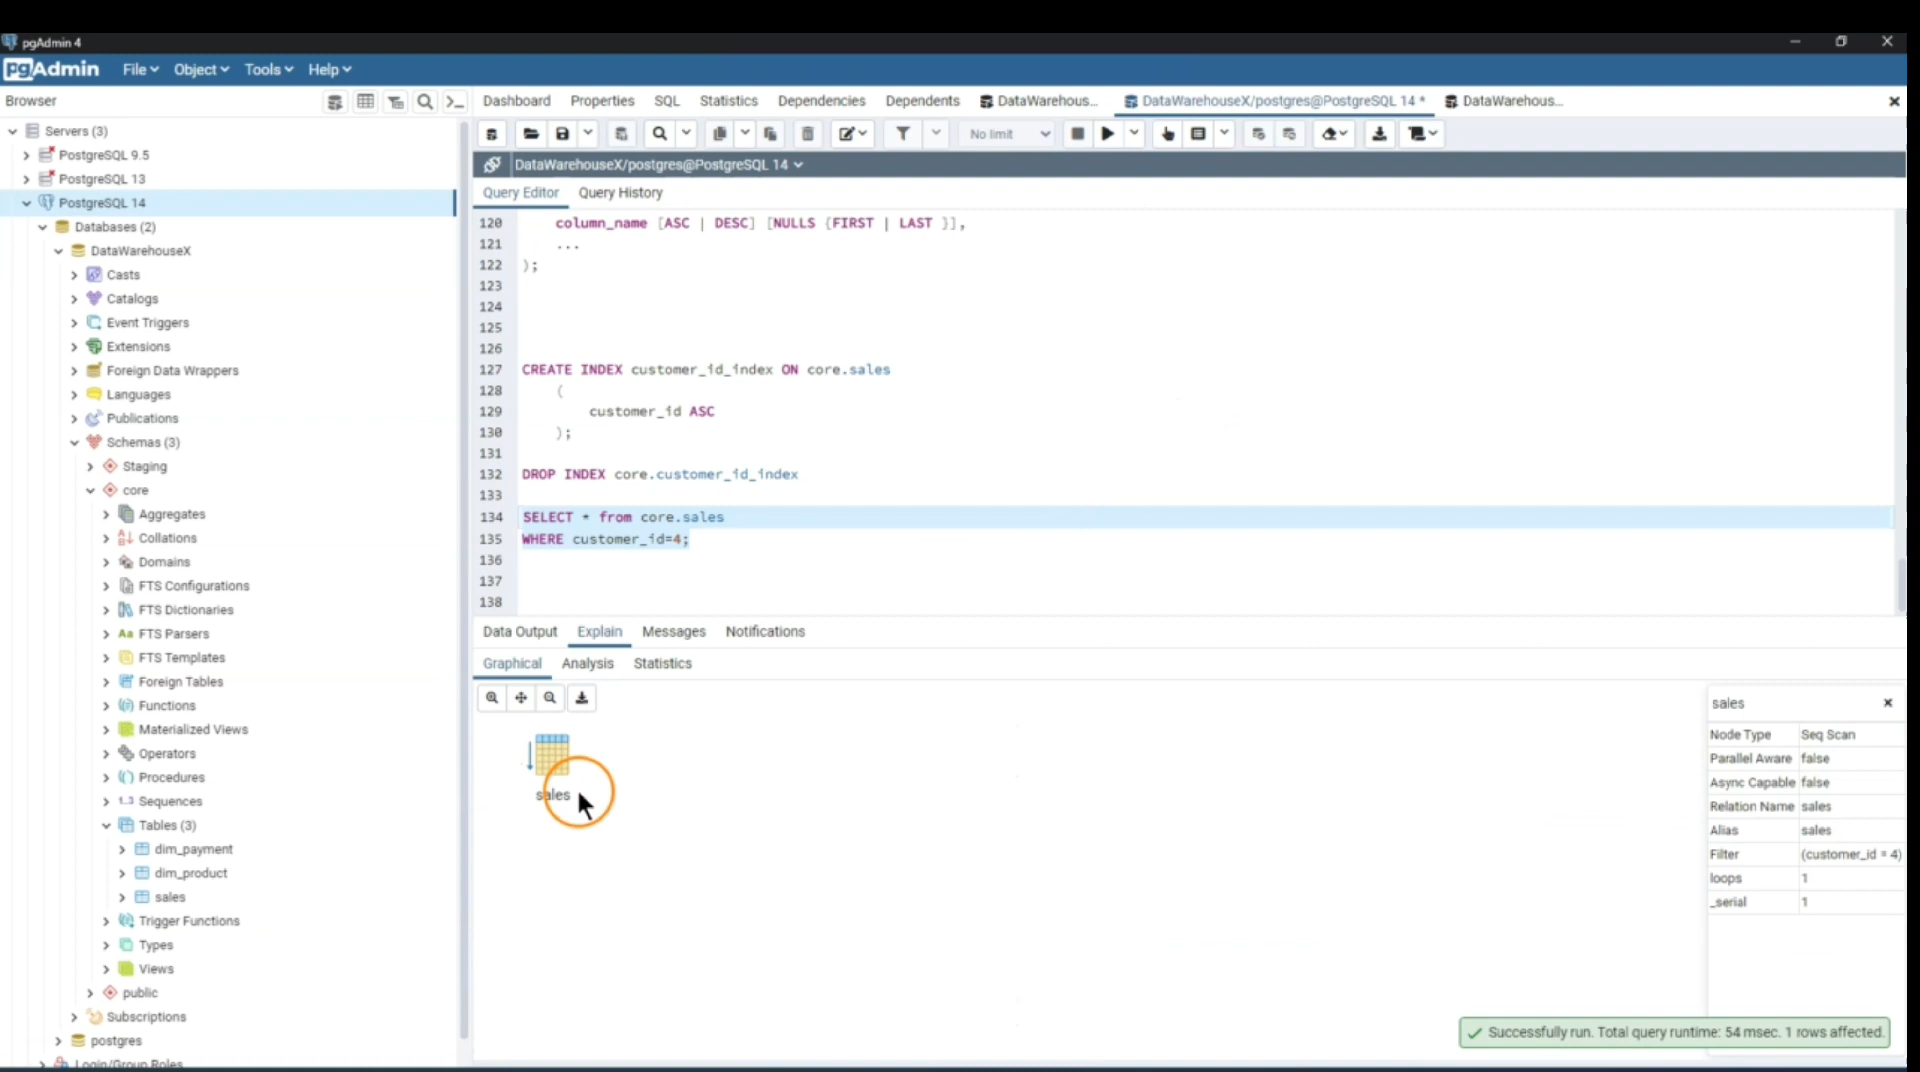 pgAdmin 4
pgAdmin File Object Tools Help
Browser
Dashboard Properties SQL Statistics Dependencies Dependents DataWarehous... DataWarehouseX/postgres@PostgreSQL 14 * DataWarehous...
No limit
DataWarehouseX/postgres@PostgreSQL 14
Query Editor Query History
Servers (3)
PostgreSQL 9.5
PostgreSQL 13
PostgreSQL 14
Databases (2)
DataWarehouseX
Casts
Catalogs
Event Triggers
Extensions
Foreign Data Wrappers
Languages
Publications
Schemas (3)
Staging
core
Aggregates
Collations
Domains
FTS Configurations
FTS Dictionaries
FTS Parsers
FTS Templates
Foreign Tables
Functions
Materialized Views
Operators
Procedures
Sequences
Tables (3)
dim_payment
dim_product
sales
Trigger Functions
Types
Views
public
Subscriptions
postgres
Login/Group Roles
120 column_name [ASC | DESC] [NULLS {FIRST | LAST }],
121 ...
122 );
123
124
125
126
127 CREATE INDEX customer_id_index ON core.sales
128 (
129 customer_id ASC
130 );
131
132 DROP INDEX core.customer_id_index
133
134 SELECT * from core.sales
135 WHERE customer_id=4;
136
137
138
Data Output Explain Messages Notifications
Graphical Analysis Statistics
sales
sales
Node Type Seq Scan
Parallel Aware false
Async Capable false
Relation Name sales
Alias sales
Filter (customer_id = 4)
loops 1
_serial 1
Successfully run. Total query runtime: 54 msec. 1 rows affected.